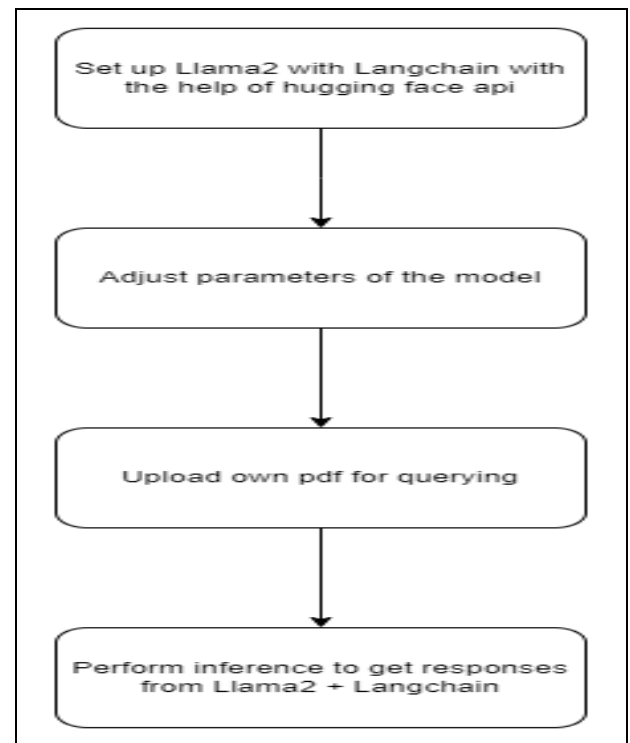 Set up Llama2 with Langchain with
the help of hugging face api
Adjust parameters of the model
Upload own pdf for querying
Perform inference to get responses
from Llama2 + Langchain